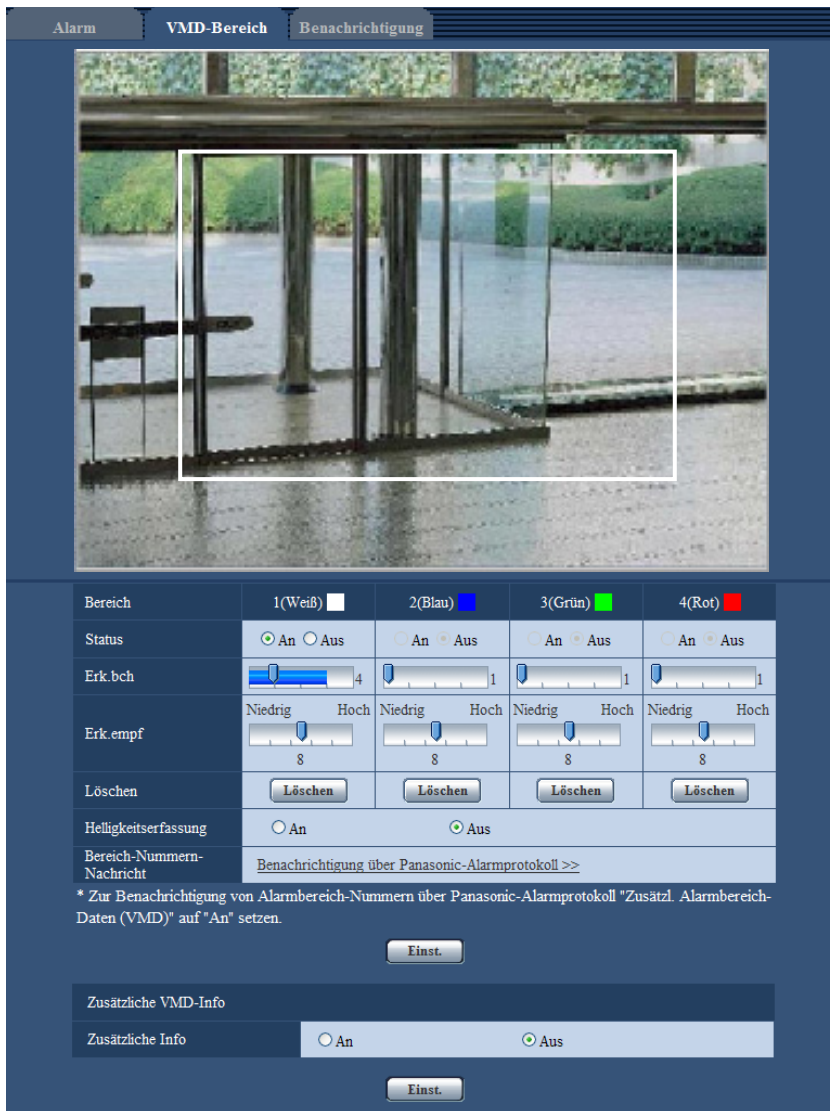 Alarm VMD-Bereich Benachrichtigung
Bereich 1(Weiß) 2(Blau) 3(Grün) 4(Rot)
Status An Aus An Aus An Aus An Aus
Erk.bch 4 1 1 1
Niedrig Hoch Niedrig Hoch Niedrig Hoch Niedrig Hoch
Erk.empf
8 8 8 8
Löschen Löschen Löschen Löschen Löschen
Helligkeitserfassung An Aus
Bereich-Nummern-
Nachricht Benachrichtigung über Panasonic-Alarmprotokoll >>
* Zur Benachrichtigung von Alarmbereich-Nummern über Panasonic-Alarmprotokoll "Zusätzl. Alarmbereich-
Daten (VMD)" auf "An" setzen.
Einst.
Zusätzliche VMD-Info
Zusätzliche Info An Aus
Einst.